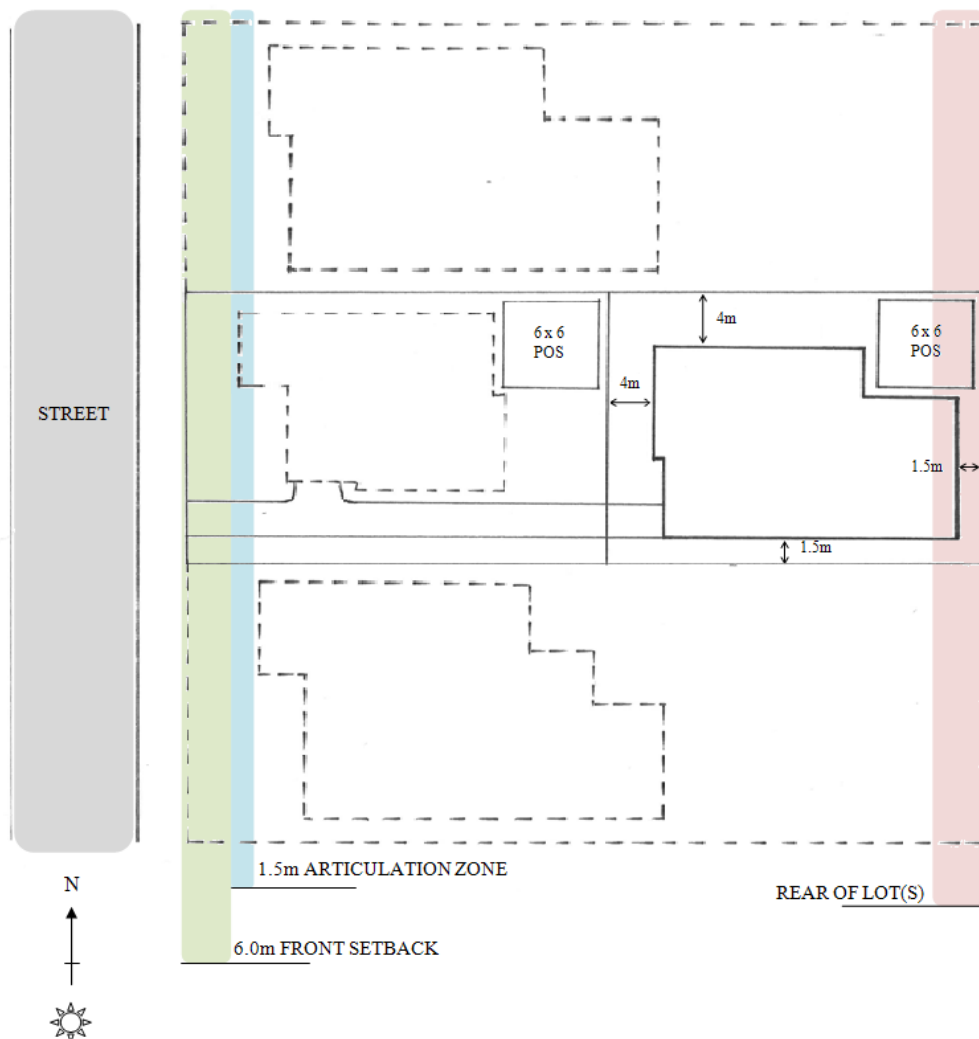 6 x 6
POS
4m
6 x 6
POS
4m
STREET
1.5m
1.5m
1.5m ARTICULATION ZONE
N
REAR OF LOT(S)
6.0m FRONT SETBACK